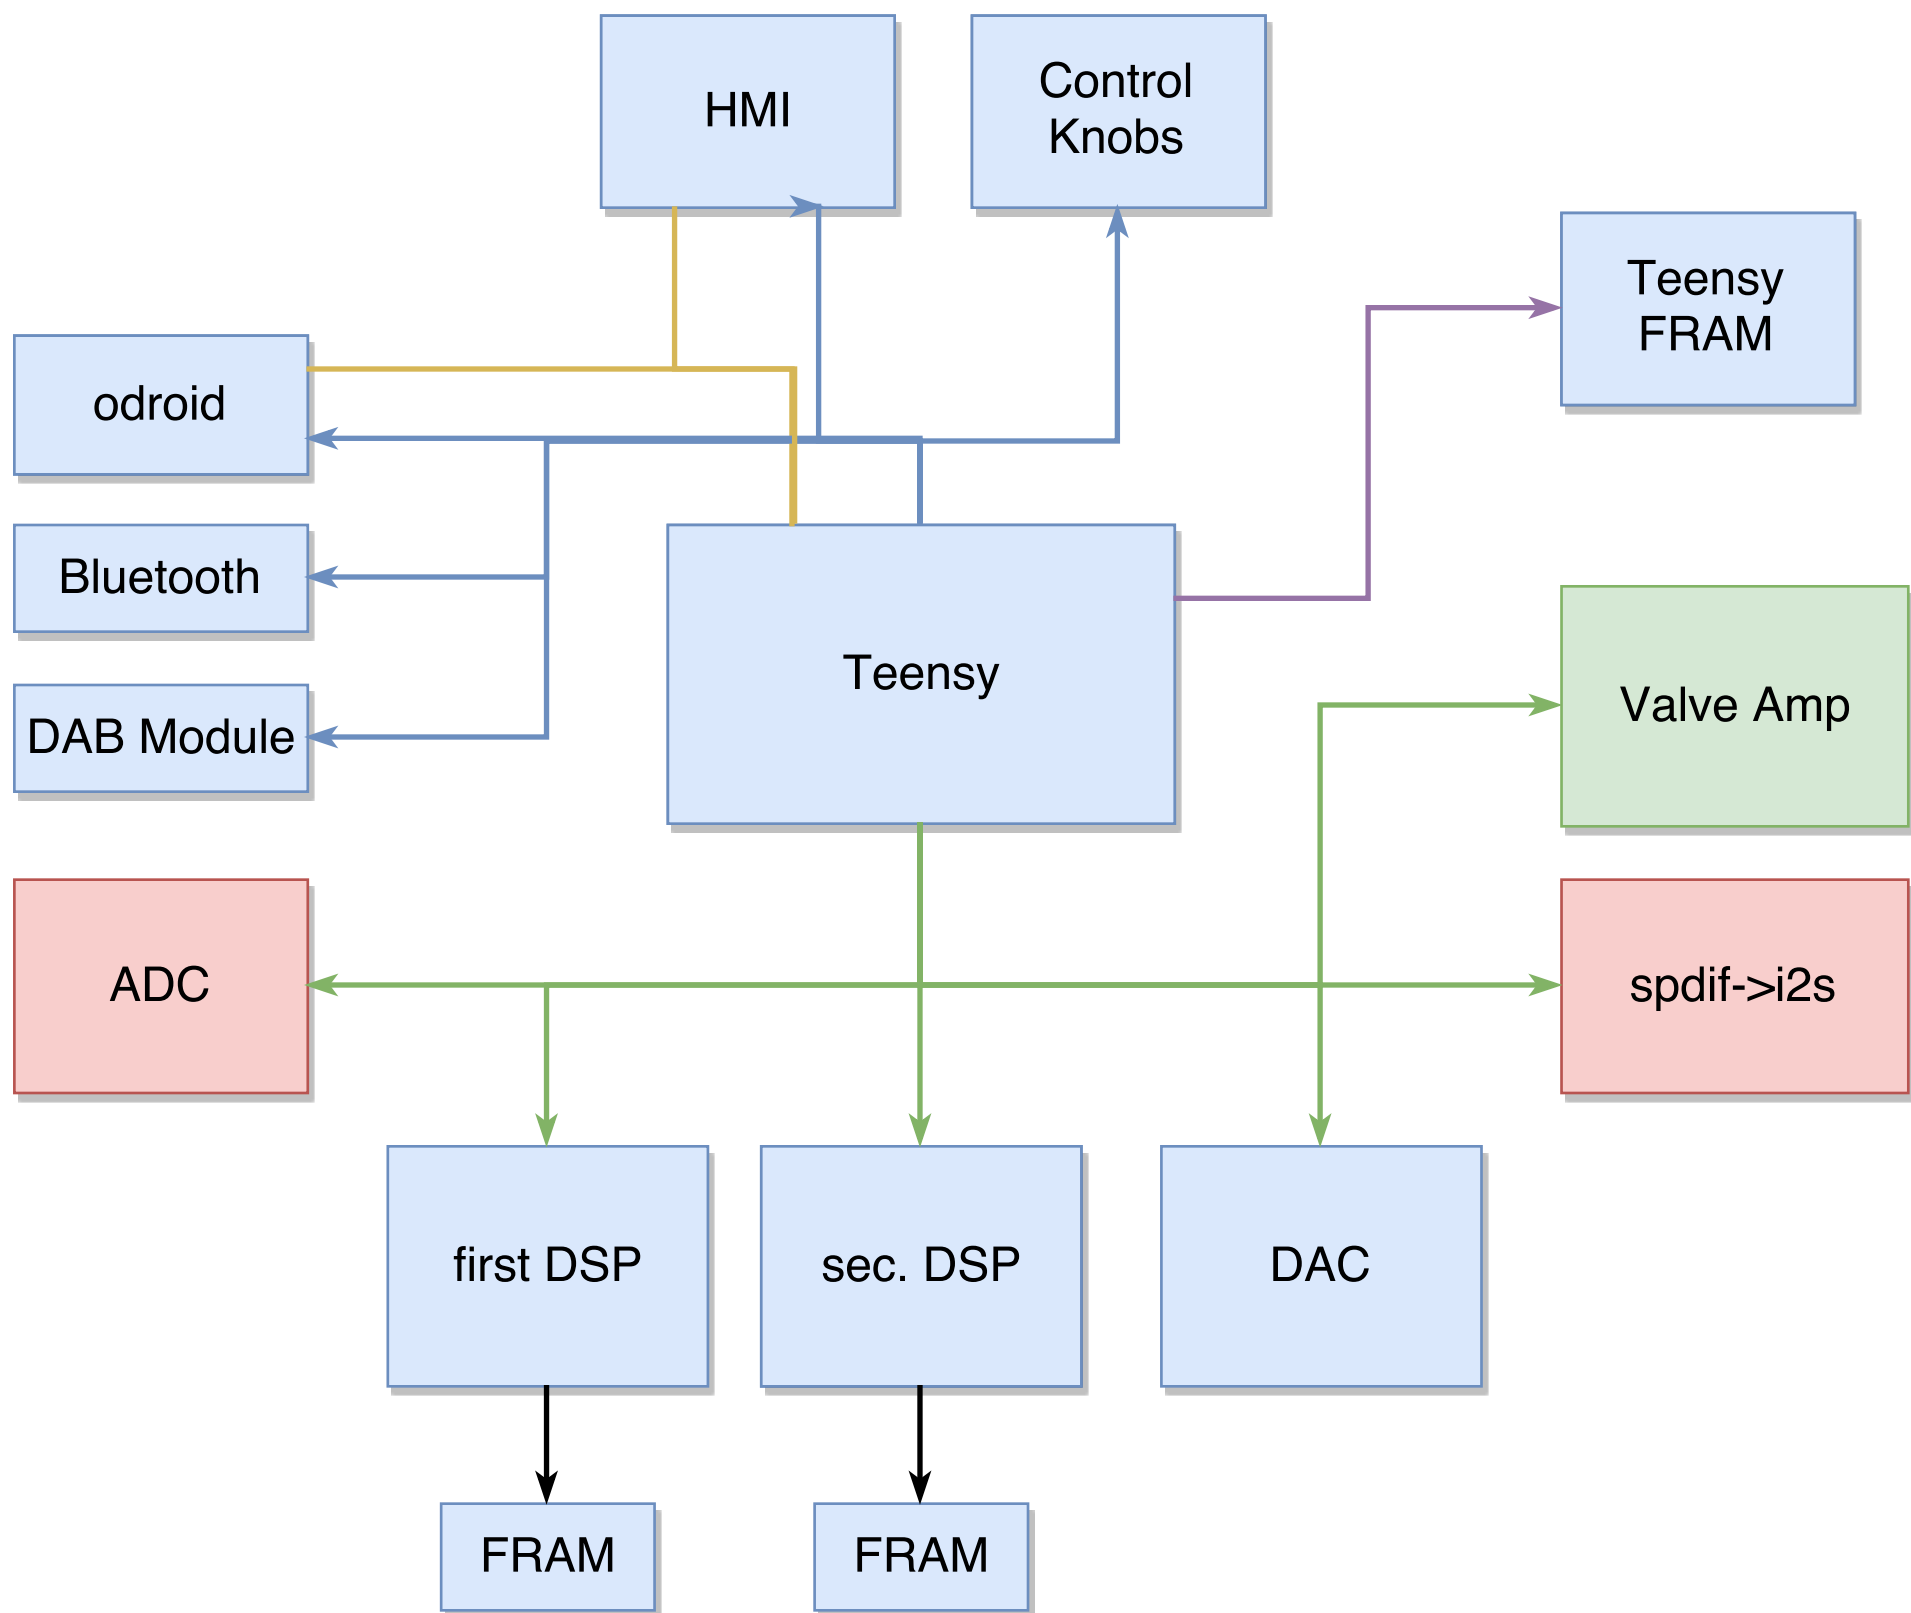 HMI
Control
Knobs
Teensy
FRAM
odroid
Bluetooth
Teensy
Valve Amp
DAB Module
ADC
spdif->i2s
first DSP
sec. DSP
DAC
FRAM
FRAM